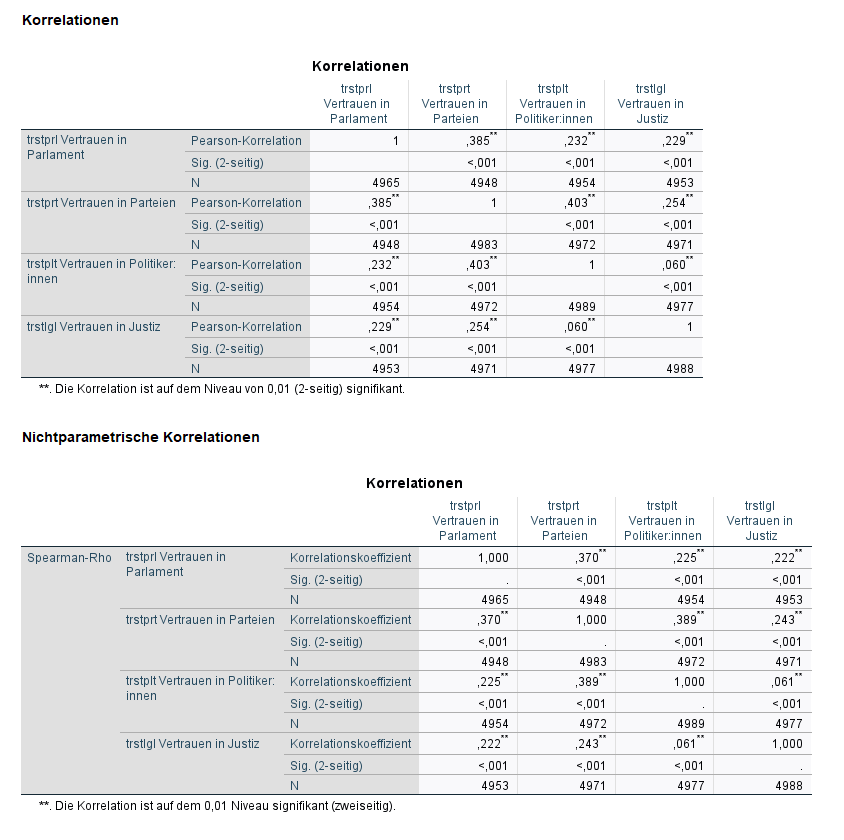 Korrelationen
Korrelationen
trstprl Vertrauen in Parlament trstprt Vertrauen in Parteien trstplt Vertrauen in Politiker:innen trstlgl Vertrauen in Justiz
trstprl Vertrauen in Parlament Pearson-Korrelation 1 ,385** ,232** ,229**
Sig. (2-seitig) <,001 <,001 <,001
N 4965 4948 4954 4953
trstprt Vertrauen in Parteien Pearson-Korrelation ,385** 1 ,403** ,254**
Sig. (2-seitig) <,001 <,001 <,001
N 4948 4983 4972 4971
trstplt Vertrauen in Politiker:innen Pearson-Korrelation ,232** ,403** 1 ,060**
Sig. (2-seitig) <,001 <,001 <,001
N 4954 4972 4989 4977
trstlgl Vertrauen in Justiz Pearson-Korrelation ,229** ,254** ,060** 1
Sig. (2-seitig) <,001 <,001 <,001
N 4953 4971 4977 4988
**. Die Korrelation ist auf dem Niveau von 0,01 (2-seitig) signifikant.
Nichtparametrische Korrelationen
Korrelationen
trstprl Vertrauen in Parlament trstprt Vertrauen in Parteien trstplt Vertrauen in Politiker:innen trstlgl Vertrauen in Justiz
Spearman-Rho trstprl Vertrauen in Parlament Korrelationskoeffizient 1,000 ,370** ,225** ,222**
Sig. (2-seitig) . <,001 <,001 <,001
N 4965 4948 4954 4953
trstprt Vertrauen in Parteien Korrelationskoeffizient ,370** 1,000 ,389** ,243**
Sig. (2-seitig) <,001 . <,001 <,001
N 4948 4983 4972 4971
trstplt Vertrauen in Politiker:innen Korrelationskoeffizient ,225** ,389** 1,000 ,061**
Sig. (2-seitig) <,001 <,001 . <,001
N 4954 4972 4989 4977
trstlgl Vertrauen in Justiz Korrelationskoeffizient ,222** ,243** ,061** 1,000
Sig. (2-seitig) <,001 <,001 <,001 .
N 4953 4971 4977 4988
**. Die Korrelation ist auf dem 0,01 Niveau signifikant (zweiseitig).